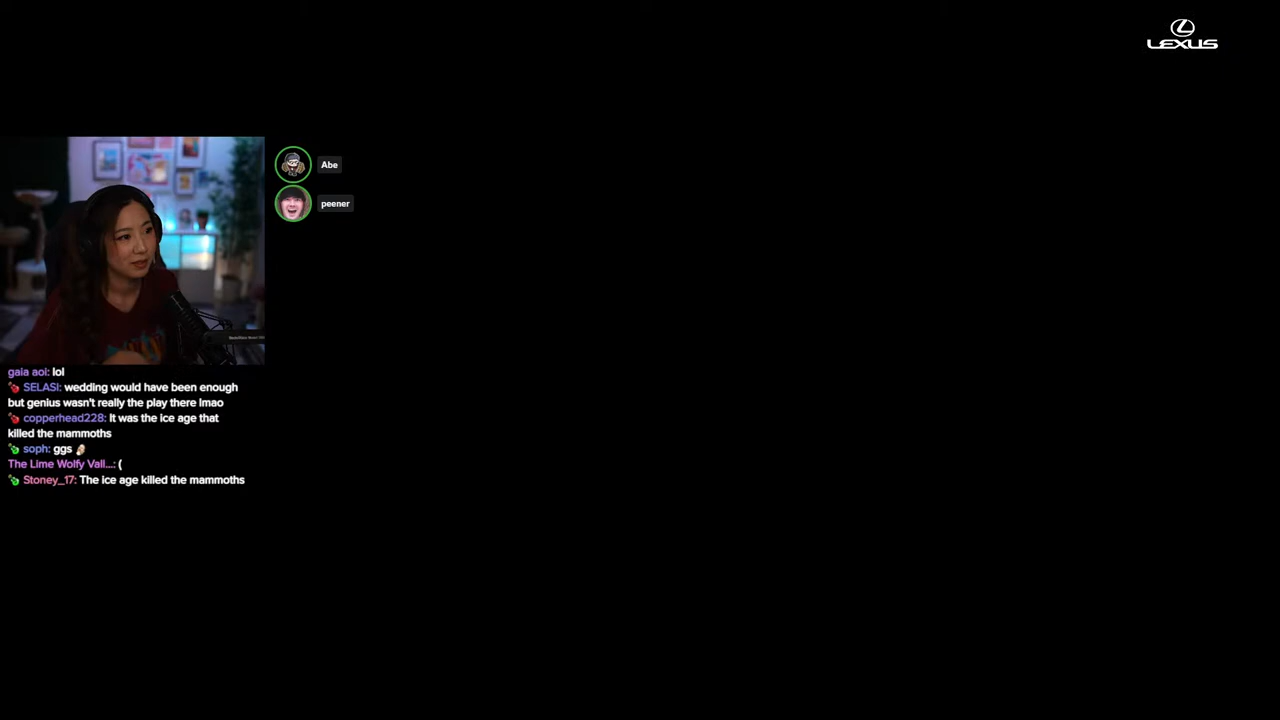 LEXUS
Abe
peener
gaia aoi: lol
SELASI: wedding would have been enough
but genius wasn't really the play there lmao
copperhead228: It was the ice age that
killed the mammoths
soph: ggs
The Lime Wolfy Vali...: (
Stoney_17: The ice age killed the mammoths